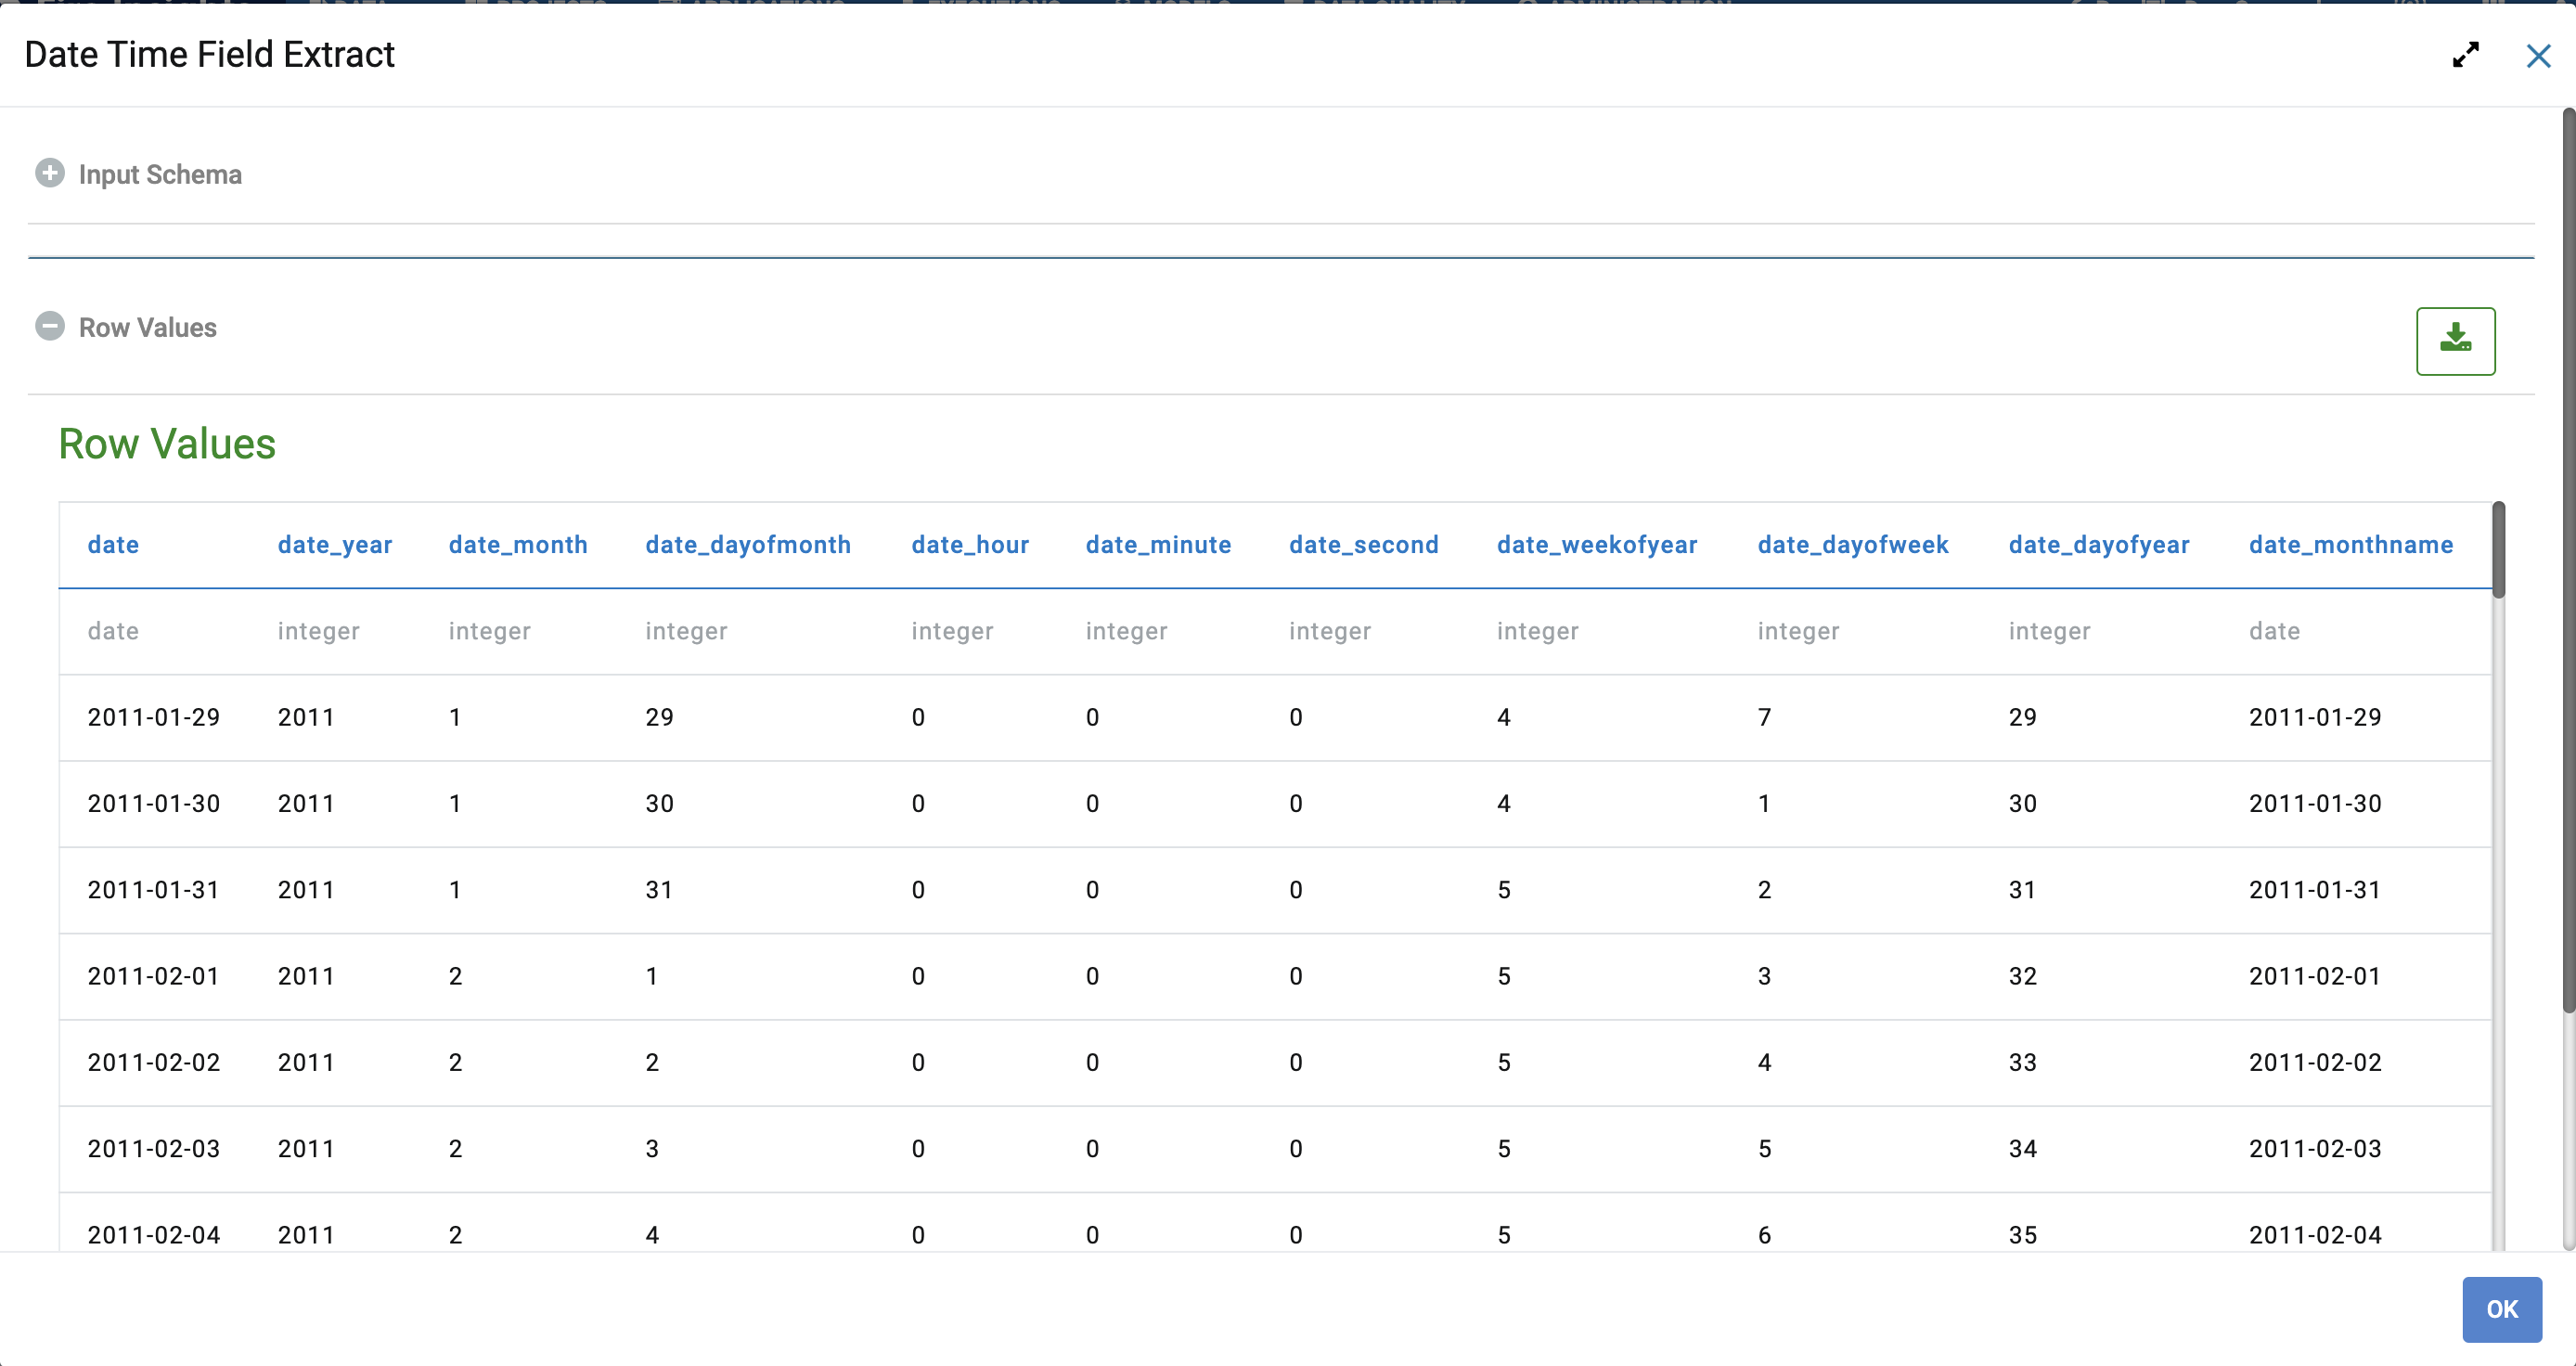 Date Time Field Extract
Input Schema
Row Values
Row Values
date date_year date_month date_dayofmonth date_hour date_minute date_second date_weekofyear date_dayofweek date_dayofyear date_monthname
date integer integer integer integer integer integer integer integer integer date
2011-01-29 2011 1 29 0 0 0 4 7 29 2011-01-29
2011-01-30 2011 1 30 0 0 0 4 1 30 2011-01-30
2011-01-31 2011 1 31 0 0 0 5 2 31 2011-01-31
2011-02-01 2011 2 1 0 0 0 5 3 32 2011-02-01
2011-02-02 2011 2 2 0 0 0 5 4 33 2011-02-02
2011-02-03 2011 2 3 0 0 0 5 5 34 2011-02-03
2011-02-04 2011 2 4 0 0 0 5 6 35 2011-02-04
OK